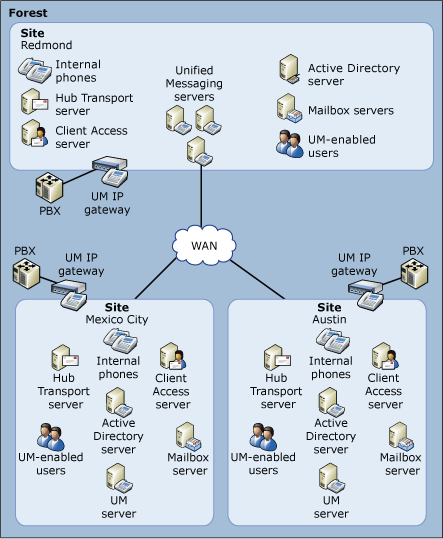 Forest
Site
Redmond
Internal
phones
Hub Transport
server
Client Access
server
Unified
Messaging
servers
Active Directory
server
Mailbox servers
UM-enabled
users
PBX
UM IP
gateway
WAN
PBX
UM IP
gateway
UM IP
gateway
PBX
Site
Mexico City
Internal
phones
Hub
Transport
server
Client
Access
server
Active
Directory
server
UM-enabled
users
Mailbox
server
UM
server
Site
Austin
Internal
phones
Hub
Transport
server
Client
Access
server
Active
Directory
server
UM-enabled
users
Mailbox
server
UM
server